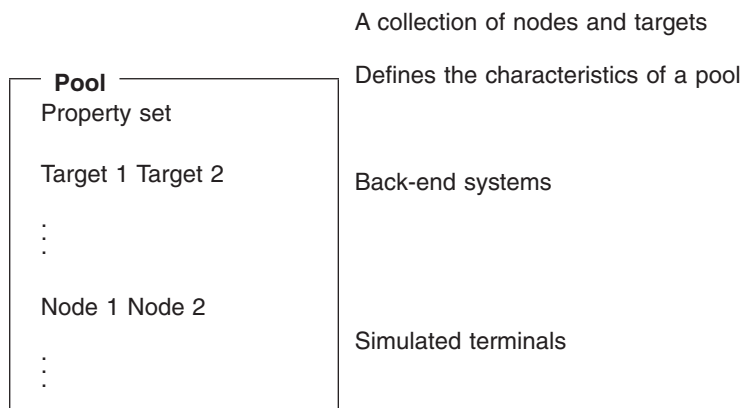 A collection of nodes and targets
Pool
Defines the characteristics of a pool
Property set
Target 1 Target 2
Back-end systems
.
.
.
Node 1 Node 2
Simulated terminals
.
.
.